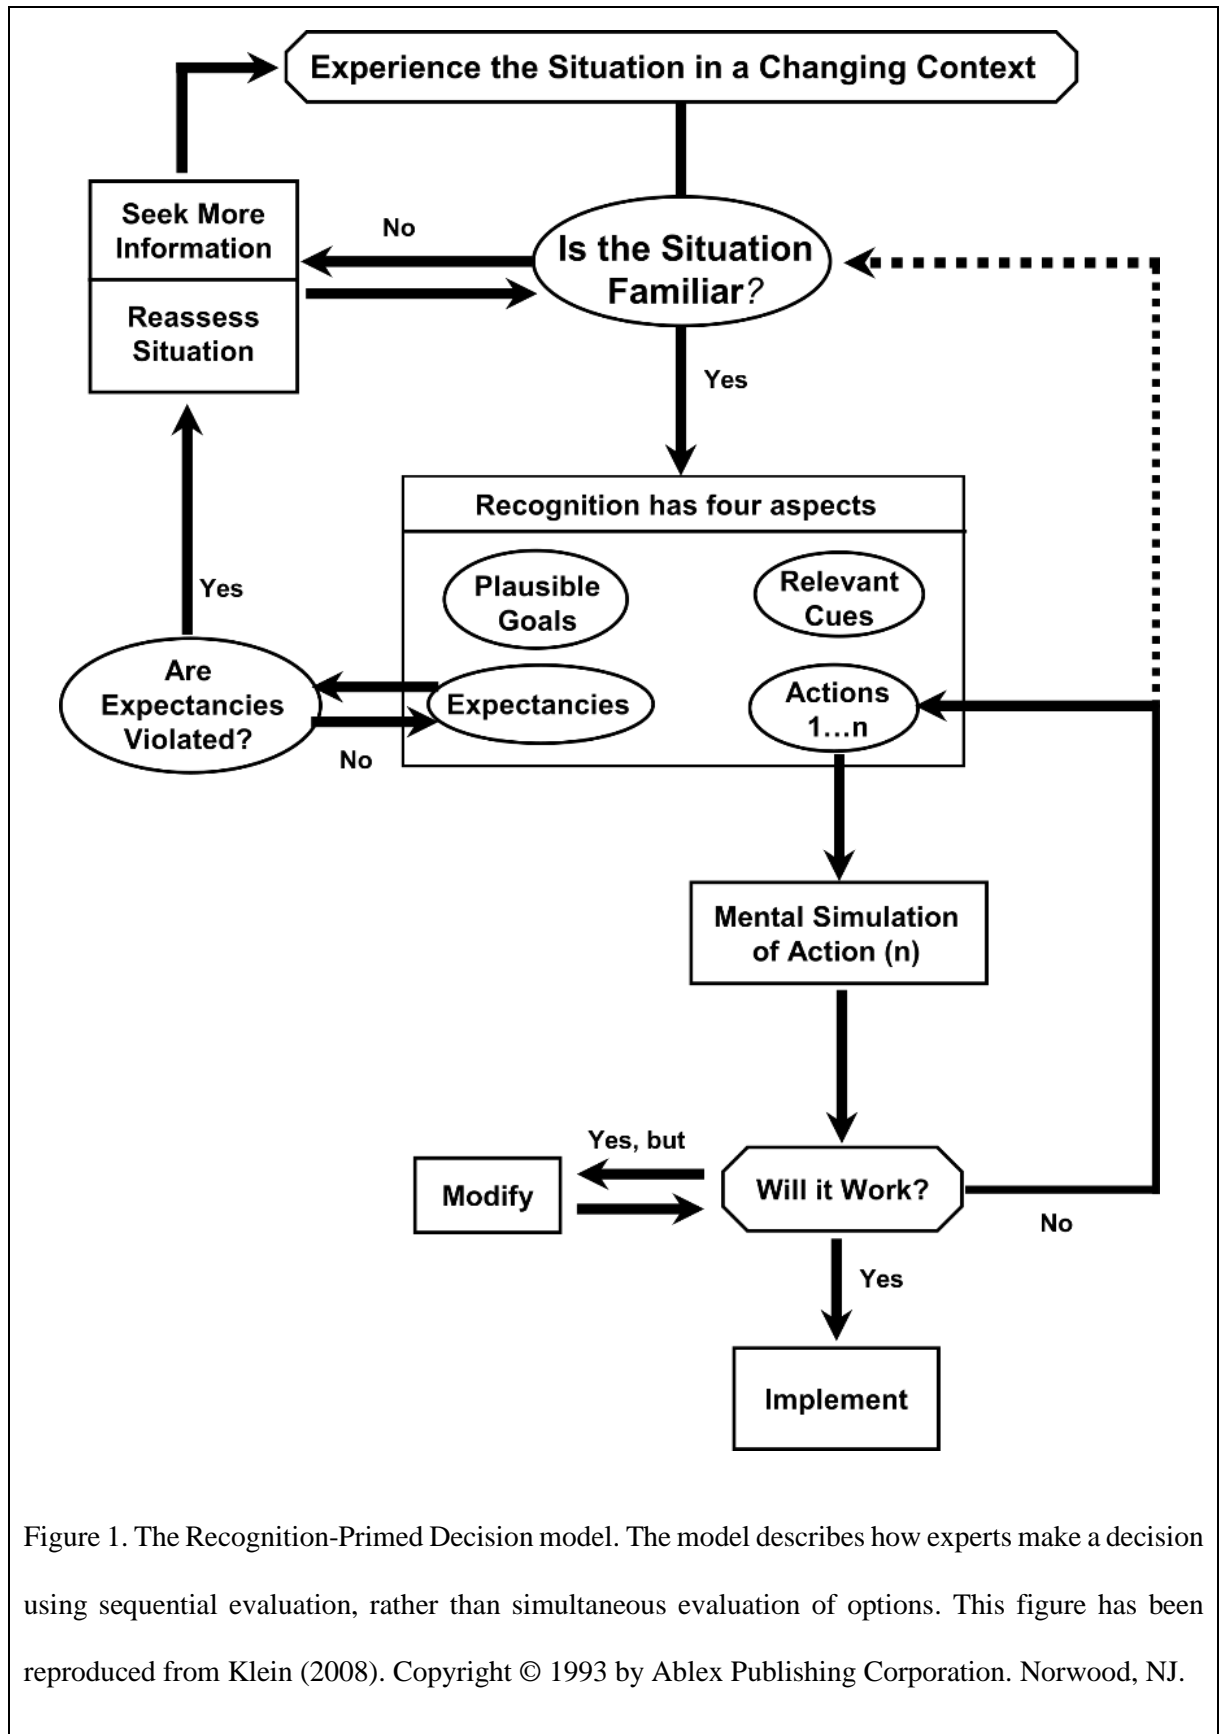 Experience the Situation in a Changing Context
Seek More
Information
No
Is the Situation
Familiar?
Reassess
Situation
Yes
Recognition has four aspects
Plausible
Goals
Relevant
Cues
Yes
Are
Expectancies
Violated?
Expectancies
Actions
1...n
No
Mental Simulation
of Action (n)
Yes, but
Modify
Will it Work?
No
Yes
Implement
Figure 1. The Recognition-Primed Decision model. The model describes how experts make a decision
using sequential evaluation, rather than simultaneous evaluation of options. This figure has been
reproduced from Klein (2008). Copyright © 1993 by Ablex Publishing Corporation. Norwood, NJ.